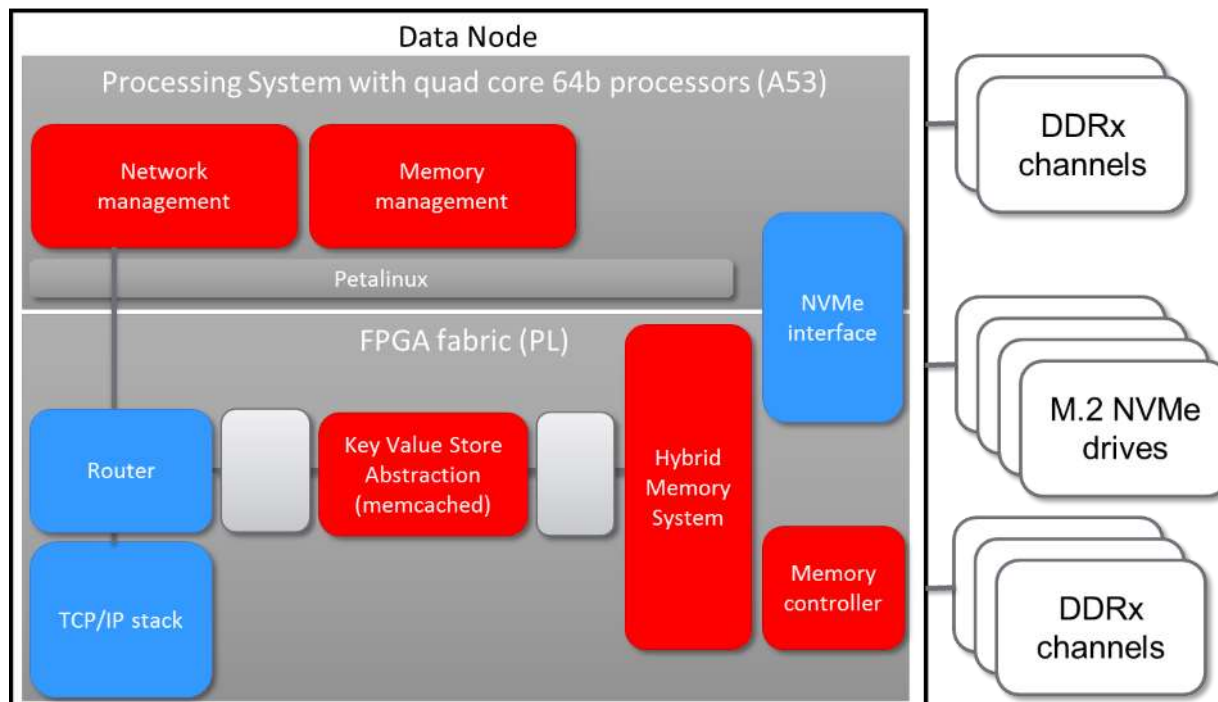 Data Node
Processing System with quad core 64b processors (A53)
Network
management
Memory
management
Petalinux
NVMe
interface
FPGA fabric (PL)
Router
Key Value Store
Abstraction
(memcached)
Hybrid
Memory
System
TCP/IP stack
Memory
controller
DDRx
channels
M.2 NVMe
drives
DDRx
channels